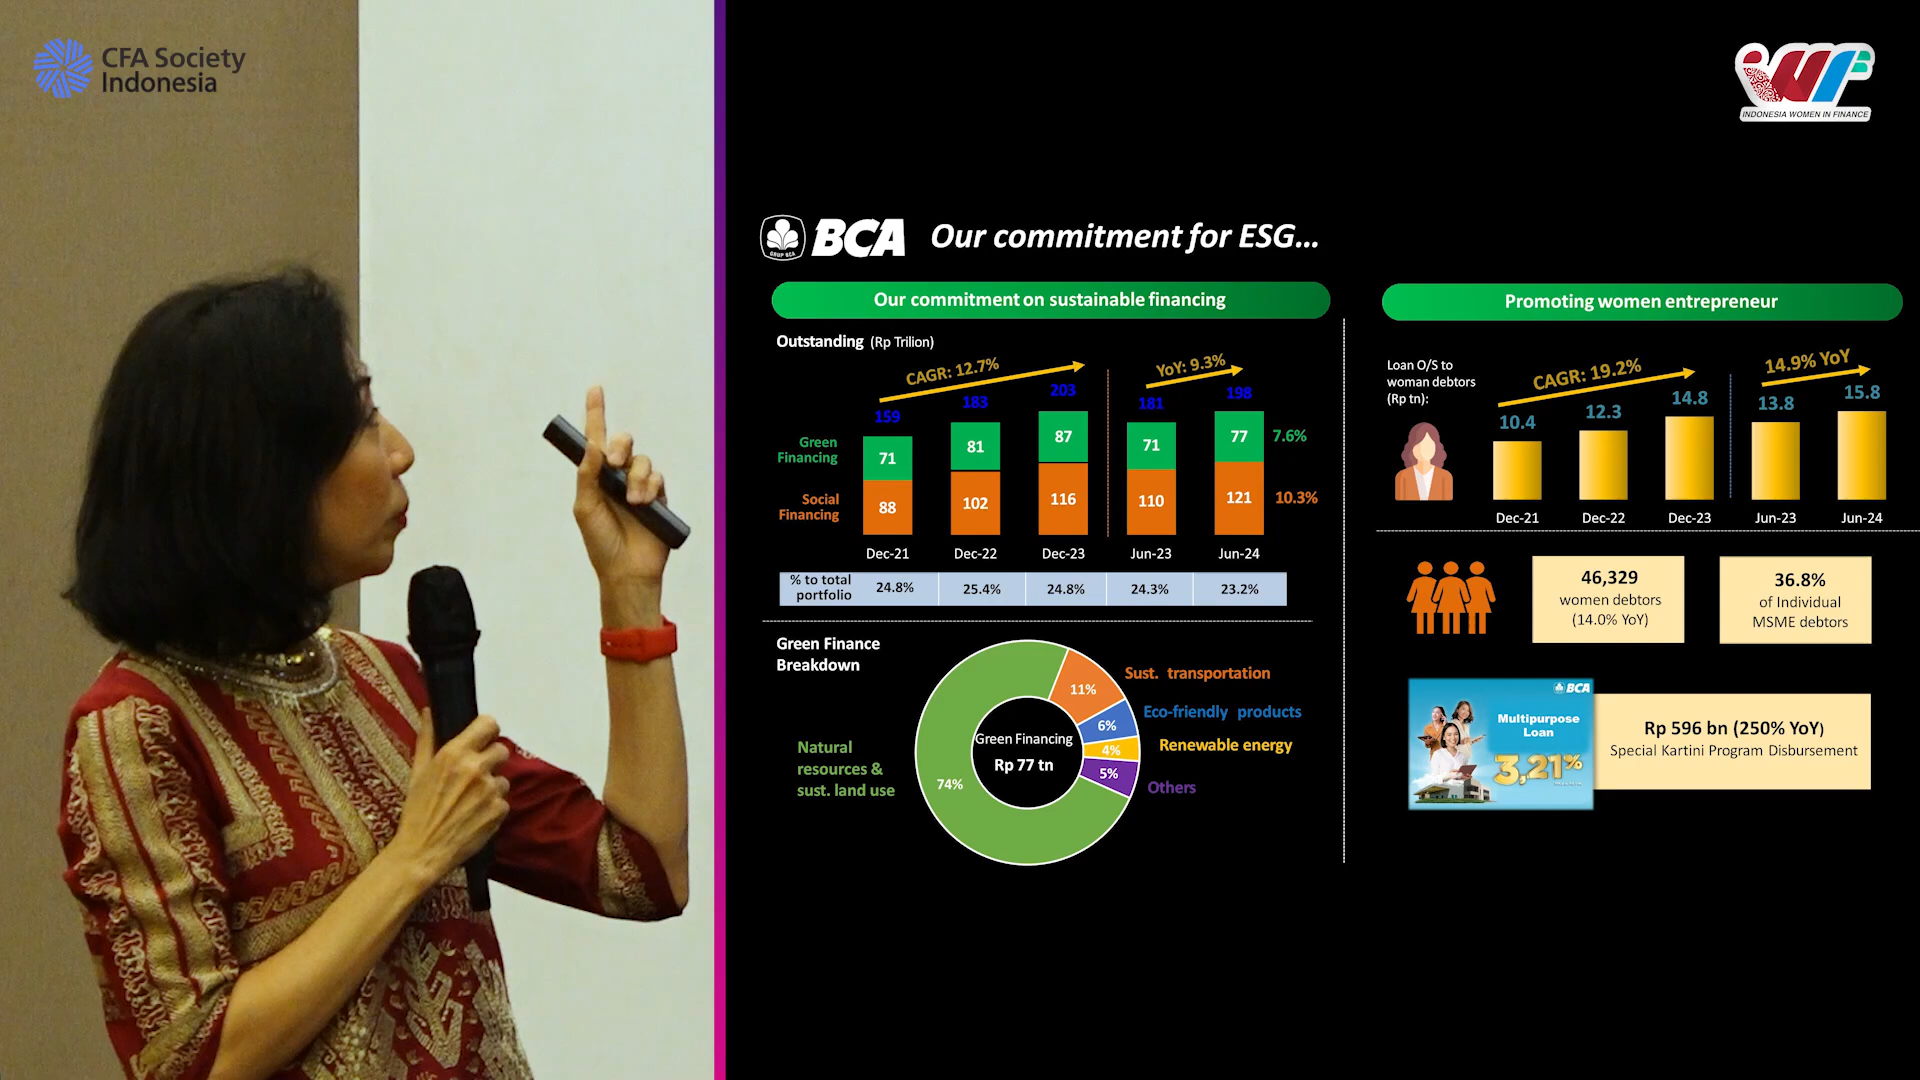 CFA Society
Indonesia
INDONESIA WOMEN IN FINANCE
GRUP BCA
BCA
Our commitment for ESG...
Our commitment on sustainable financing
Outstanding (Rp Trilion)
CAGR: 12.7%
YoY: 9.3%
159
183
203
181
198
Green
Financing
71
81
87
71
77
7.6%
Social
Financing
88
102
116
110
121
10.3%
Dec-21
Dec-22
Dec-23
Jun-23
Jun-24
% to total
portfolio
24.8%
25.4%
24.8%
24.3%
23.2%
Green Finance
Breakdown
Natural
resources &
sust. land use
74%
11%
6%
4%
5%
Green Financing
Rp 77 tn
Sust. transportation
Eco-friendly products
Renewable energy
Others
Promoting women entrepreneur
Loan O/S to
woman debtors
(Rp tn):
CAGR: 19.2%
14.9% YoY
10.4
12.3
14.8
13.8
15.8
Dec-21
Dec-22
Dec-23
Jun-23
Jun-24
46,329
women debtors
(14.0% YoY)
36.8%
of Individual
MSME debtors
BCA
Multipurpose
Loan
3,21%
Rp 596 bn (250% YoY)
Special Kartini Program Disbursement